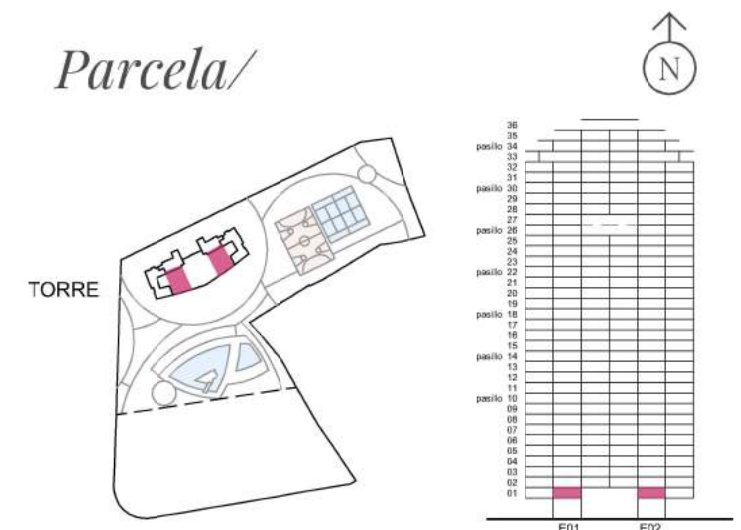 Parcela/
N
TORRE
36
35
pasillo 34
33
32
31
pasillo 30
29
28
27
pasillo 26
25
24
23
pasillo 22
21
20
19
pasillo 18
17
16
15
pasillo 14
13
12
11
pasillo 10
09
08
07
06
05
04
03
02
01
E01 E02